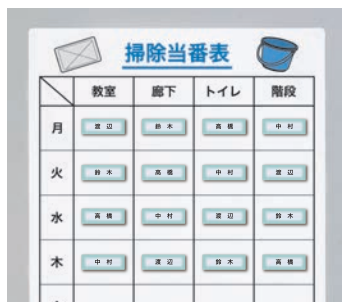 掃除当番表
教室 廊下 トイレ 階段
月 渡辺 鈴木 高橋 中村
火 鈴木 高橋 中村 渡辺
水 高橋 中村 渡辺 鈴木
木 中村 渡辺 鈴木 高橋